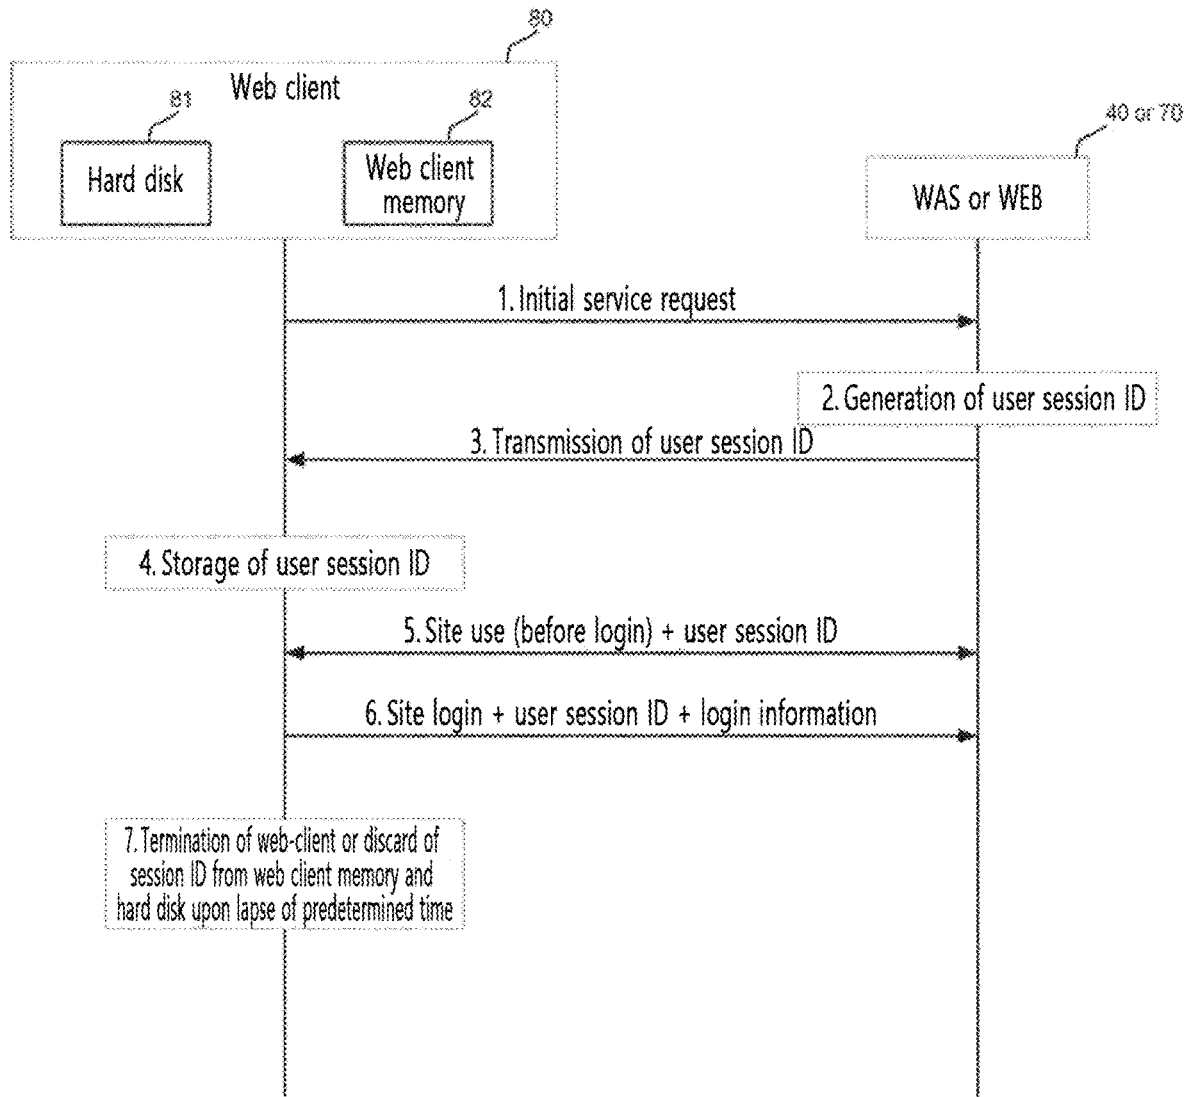 80
Web client
81
82
40 or 70
Hard disk
Web client
memory
WAS or WEB
1. Initial service request
2. Generation of user session ID
3. Transmission of user session ID
4. Storage of user session ID
5. Site use (before login) + user session ID
6. Site login + user session ID + login information
7. Termination of web-client or discard of
session ID from web client memory and
hard disk upon lapse of predetermined time